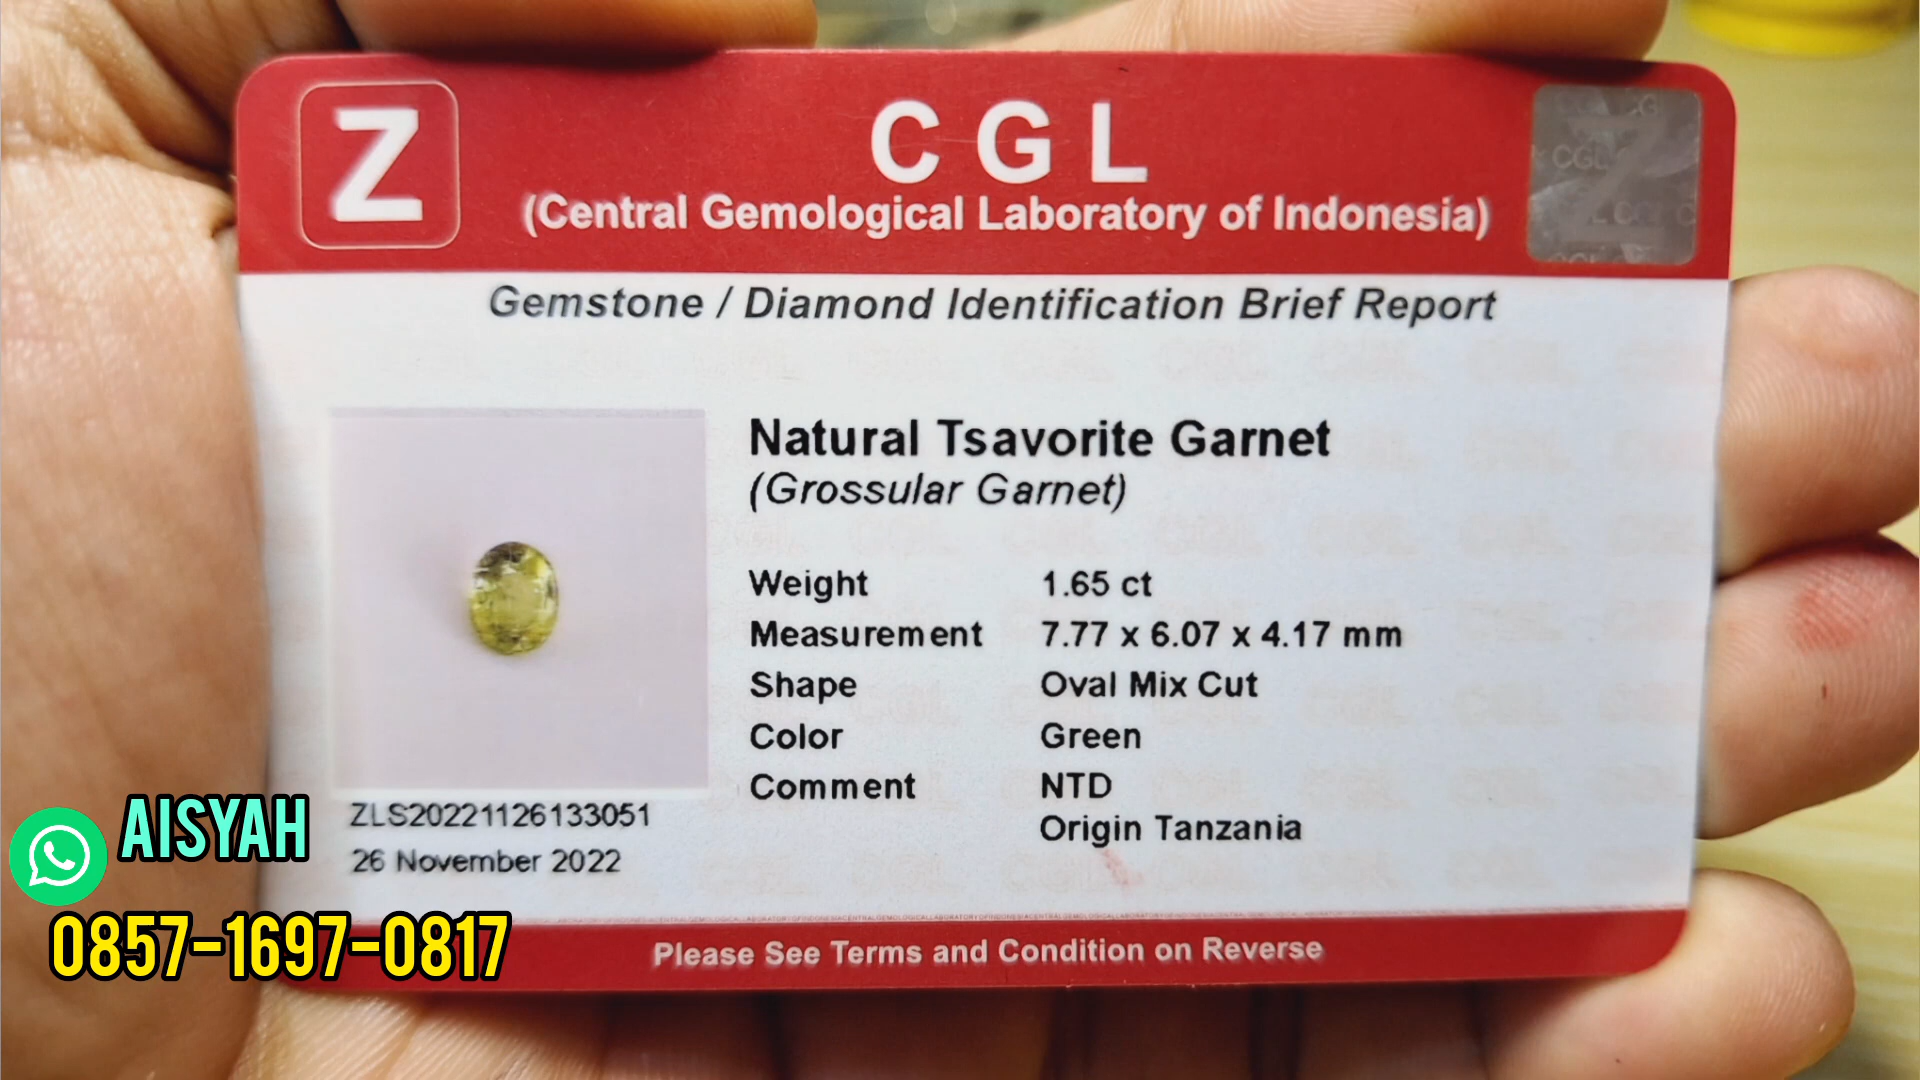 Z
C G L
(Central Gemological Laboratory of Indonesia)
Gemstone / Diamond Identification Brief Report
Natural Tsavorite Garnet
(Grossular Garnet)
Weight 1.65 ct
Measurement 7.77 x 6.07 x 4.17 mm
Shape Oval Mix Cut
Color Green
Comment NTD
Origin Tanzania
ZLS20221126133051
26 November 2022
Please See Terms and Condition on Reverse
AISYAH
0857-1697-0817